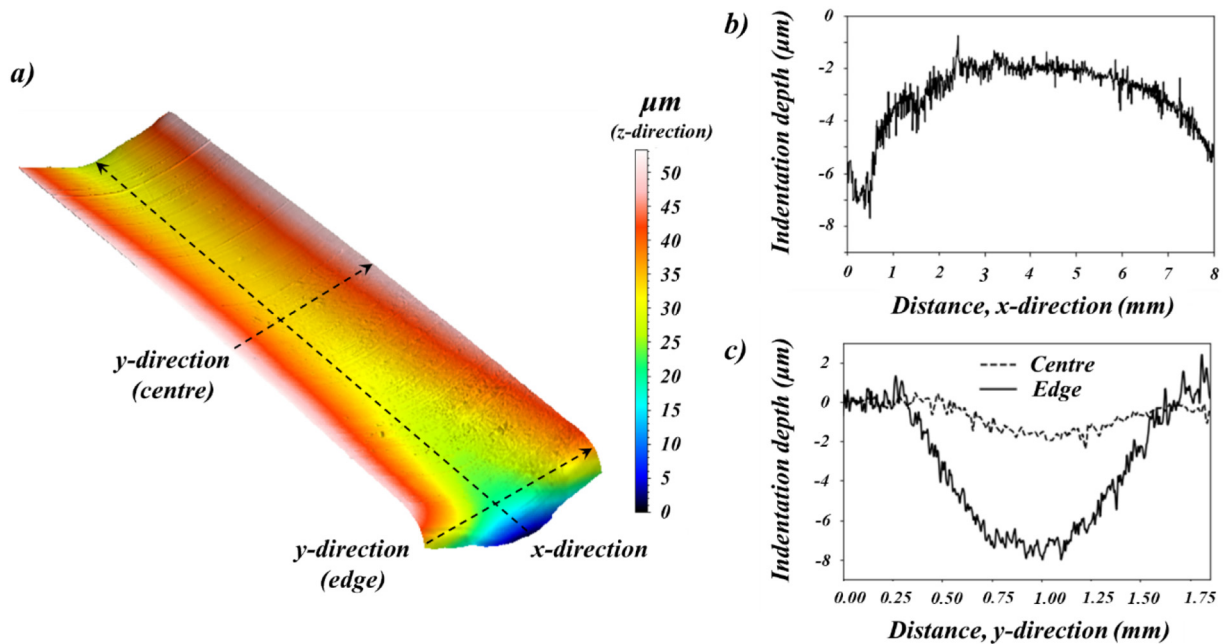 a)
μm
(z-direction)
50
45
40
35
30
25
20
15
10
5
0
y-direction
(centre)
y-direction
(edge)
x-direction
b)
Indentation depth (μm)
0
-2
-4
-6
-8
0 1 2 3 4 5 6 7 8
Distance, x-direction (mm)
c)
Indentation depth (μm)
2
0
-2
-4
-6
-8
Centre
Edge
0.00 0.25 0.50 0.75 1.00 1.25 1.50 1.75
Distance, y-direction (mm)